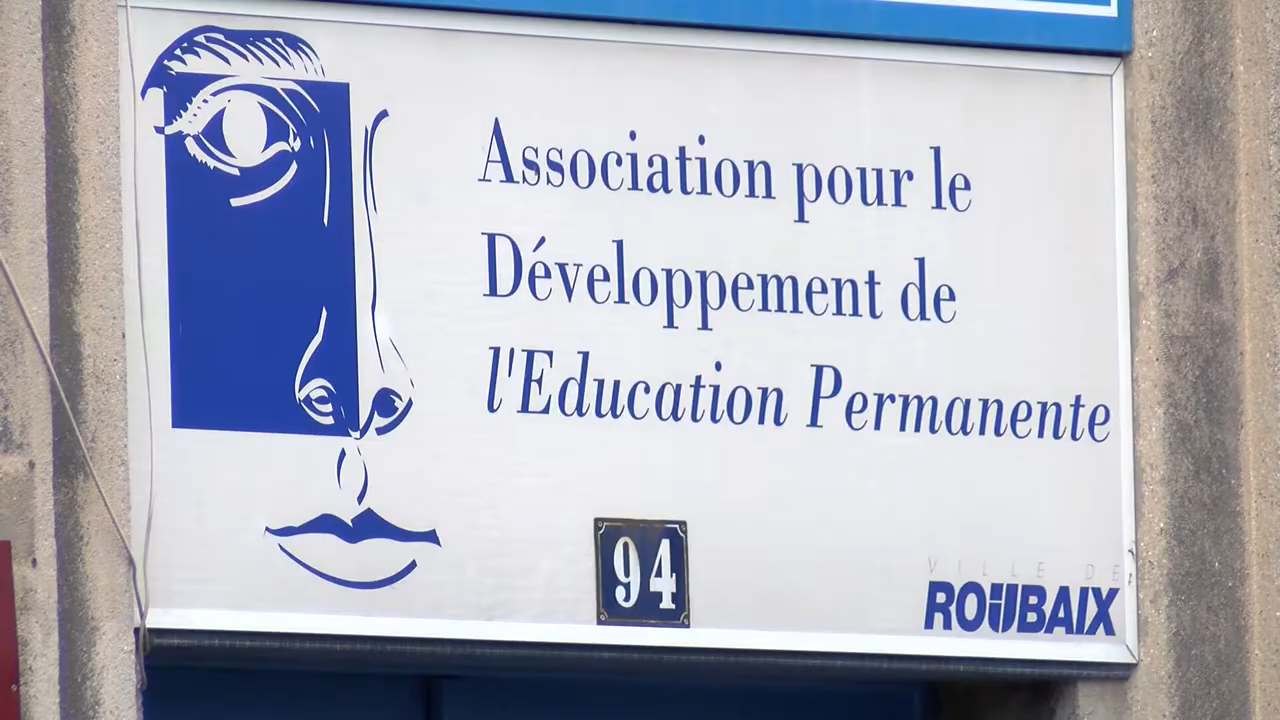 Association pour le
Développement de
l'Education Permanente
94
VILLE DE
ROUBAIX